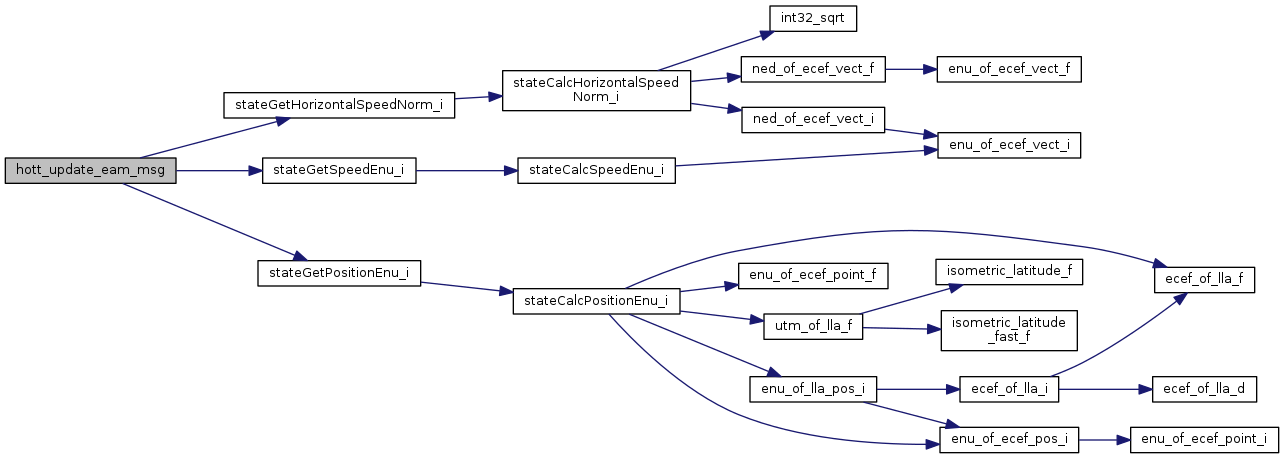 int32_sqrt
ned_of_ecef_vect_f
enu_of_ecef_vect_f
stateCalcHorizontalSpeed
Norm_i
stateGetHorizontalSpeedNorm_i
ned_of_ecef_vect_i
enu_of_ecef_vect_i
hott_update_eam_msg
stateGetSpeedEnu_i
stateCalcSpeedEnu_i
stateGetPositionEnu_i
stateCalcPositionEnu_i
enu_of_ecef_point_f
isometric_latitude_f
ecef_of_lla_f
utm_of_lla_f
isometric_latitude
_fast_f
enu_of_lla_pos_i
ecef_of_lla_i
ecef_of_lla_d
enu_of_ecef_pos_i
enu_of_ecef_point_i